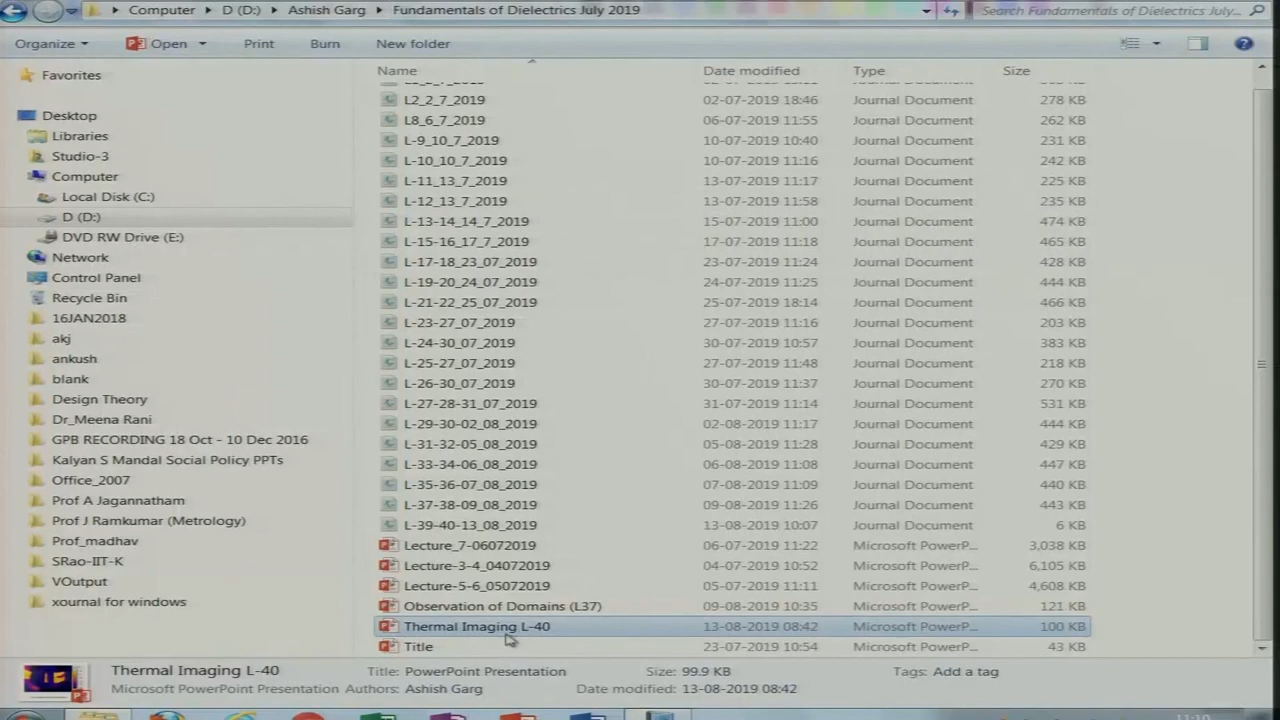 Computer ▸ D (D:) ▸ Ashish Garg ▸ Fundamentals of Dielectrics July 2019
Search Fundamentals of Dielectrics July...
Organize Open Print Burn New folder
Name Date modified Type Size
L2_2_7_2019 02-07-2019 18:46 Journal Document 278 KB
L8_6_7_2019 06-07-2019 11:55 Journal Document 262 KB
L-9_10_7_2019 10-07-2019 10:40 Journal Document 231 KB
L-10_10_7_2019 10-07-2019 11:16 Journal Document 242 KB
L-11_13_7_2019 13-07-2019 11:17 Journal Document 225 KB
L-12_13_7_2019 13-07-2019 11:58 Journal Document 235 KB
L-13-14_14_7_2019 15-07-2019 11:00 Journal Document 474 KB
L-15-16_17_7_2019 17-07-2019 11:18 Journal Document 465 KB
L-17-18_23_07_2019 23-07-2019 11:24 Journal Document 428 KB
L-19-20_24_07_2019 24-07-2019 11:25 Journal Document 444 KB
L-21-22_25_07_2019 25-07-2019 18:14 Journal Document 466 KB
L-23-27_07_2019 27-07-2019 11:16 Journal Document 203 KB
L-24-30_07_2019 30-07-2019 10:57 Journal Document 383 KB
L-25-27_07_2019 27-07-2019 11:48 Journal Document 218 KB
L-26-30_07_2019 30-07-2019 11:37 Journal Document 270 KB
L-27-28-31_07_2019 31-07-2019 11:14 Journal Document 531 KB
L-29-30-02_08_2019 02-08-2019 11:17 Journal Document 444 KB
L-31-32-05_08_2019 05-08-2019 11:28 Journal Document 429 KB
L-33-34-06_08_2019 06-08-2019 11:08 Journal Document 447 KB
L-35-36-07_08_2019 07-08-2019 11:09 Journal Document 440 KB
L-37-38-09_08_2019 09-08-2019 11:26 Journal Document 443 KB
L-39-40-13_08_2019 13-08-2019 10:07 Journal Document 6 KB
Lecture_7-06072019 06-07-2019 11:22 Microsoft PowerP... 3,038 KB
Lecture-3-4_04072019 04-07-2019 10:52 Microsoft PowerP... 6,105 KB
Lecture-5-6_05072019 05-07-2019 11:11 Microsoft PowerP... 4,608 KB
Observation of Domains (L37) 09-08-2019 10:35 Microsoft PowerP... 121 KB
Thermal Imaging L-40 13-08-2019 08:42 Microsoft PowerP... 100 KB
Title 23-07-2019 10:54 Microsoft PowerP... 43 KB
Favorites
Desktop
Libraries
Studio-3
Computer
Local Disk (C:)
D (D:)
DVD RW Drive (E:)
Network
Control Panel
Recycle Bin
16JAN2018
akj
ankush
blank
Design Theory
Dr_Meena Rani
GPB RECORDING 18 Oct - 10 Dec 2016
Kalyan S Mandal Social Policy PPTs
Office_2007
Prof A Jagannatham
Prof J Ramkumar (Metrology)
Prof_madhav
SRao-IIT-K
VOutput
xournal for windows
Thermal Imaging L-40 Title: PowerPoint Presentation Size: 99.9 KB Tags: Add a tag
Microsoft PowerPoint Presentation Authors: Ashish Garg Date modified: 13-08-2019 08:42